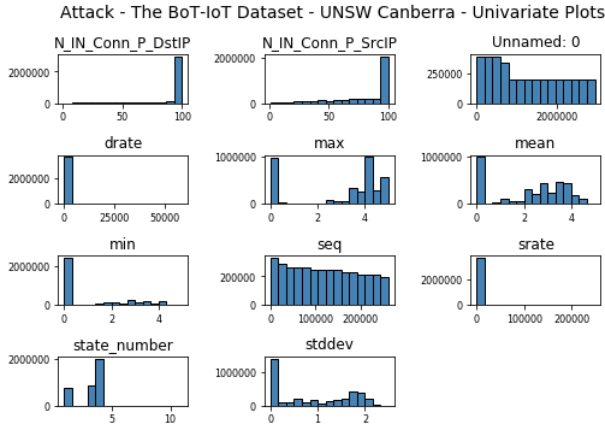 Attack - The BoT-IoT Dataset - UNSW Canberra - Univariate Plots
N_IN_Conn_P_DstIP
2000000
0
0 50 100
N_IN_Conn_P_SrcIP
2000000
0
0 50 100
Unnamed: 0
250000
0
0 2000000
drate
2000000
0
0 25000 50000
max
1000000
0
0 2 4
mean
1000000
0
0 2 4
min
2000000
0
0 2 4
seq
200000
0
0 100000 200000
srate
2000000
0
0 100000 200000
state_number
2000000
0
5 10
stddev
1000000
0
0 1 2